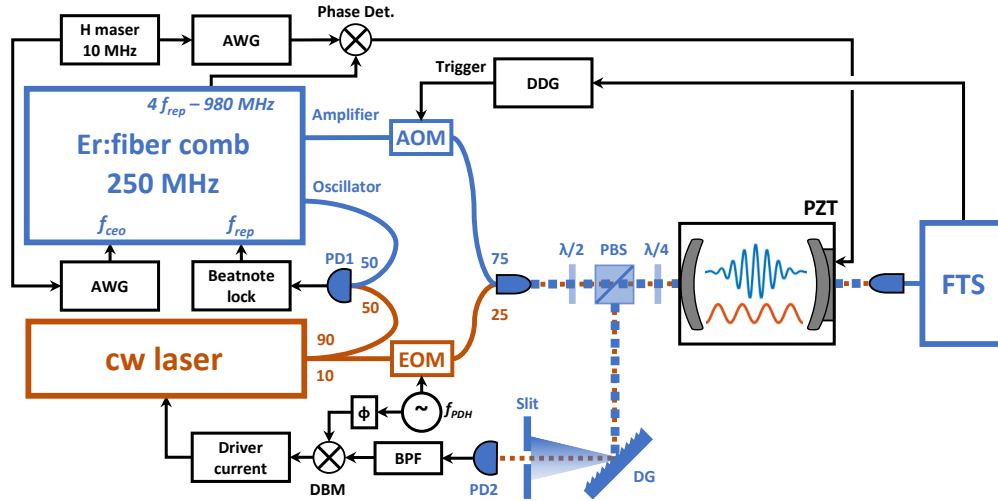 Phase Det.
H maser
10 MHz
AWG
Trigger
DDG
4 f_rep – 980 MHz
Amplifier
AOM
Er:fiber comb
250 MHz
Oscillator
PZT
f_ceo
f_rep
λ/2
PBS
λ/4
PD1
50
75
AWG
Beatnote
lock
FTS
50
25
90
cw laser
EOM
10
Slit
ϕ
~
f_PDH
Driver
current
BPF
DBM
PD2
DG